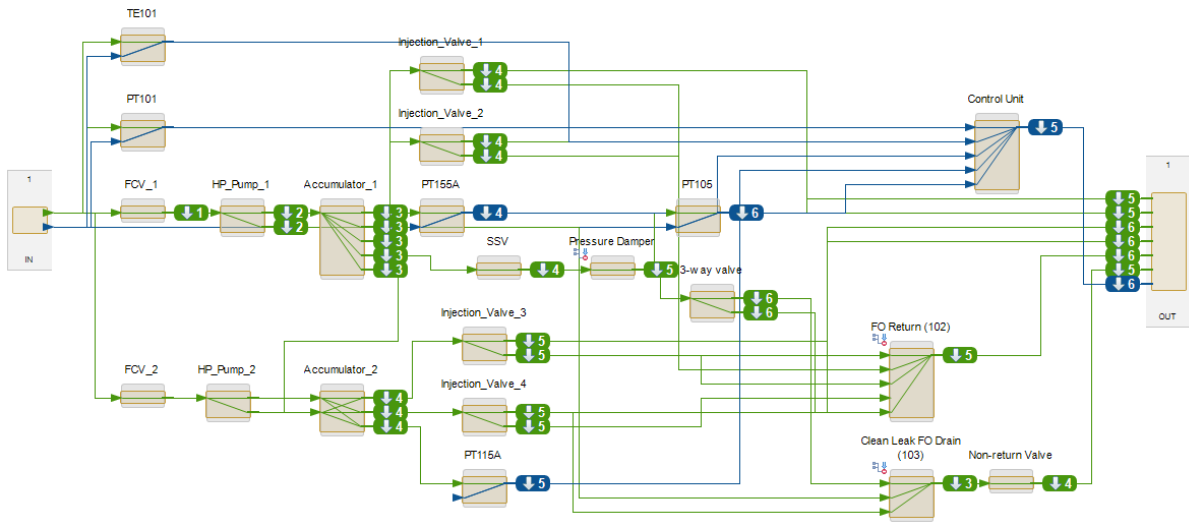 TE101
Injection_Valve_1
4
4
PT101
Injection_Valve_2
Control Unit
4
4
5
1
1
FCV_1
HP_Pump_1
Accumulator_1
PT155A
PT105
1
2
2
3
3
3
3
3
4
6
5
5
6
6
6
5
6
SSV
Pressure Damper
4
5
3-way valve
IN
OUT
6
6
Injection_Valve_3
FO Return (102)
5
5
5
FCV_2
HP_Pump_2
Accumulator_2
Injection_Valve_4
4
4
4
5
5
PT115A
Clean Leak FO Drain
(103)
Non-return Valve
5
3
4